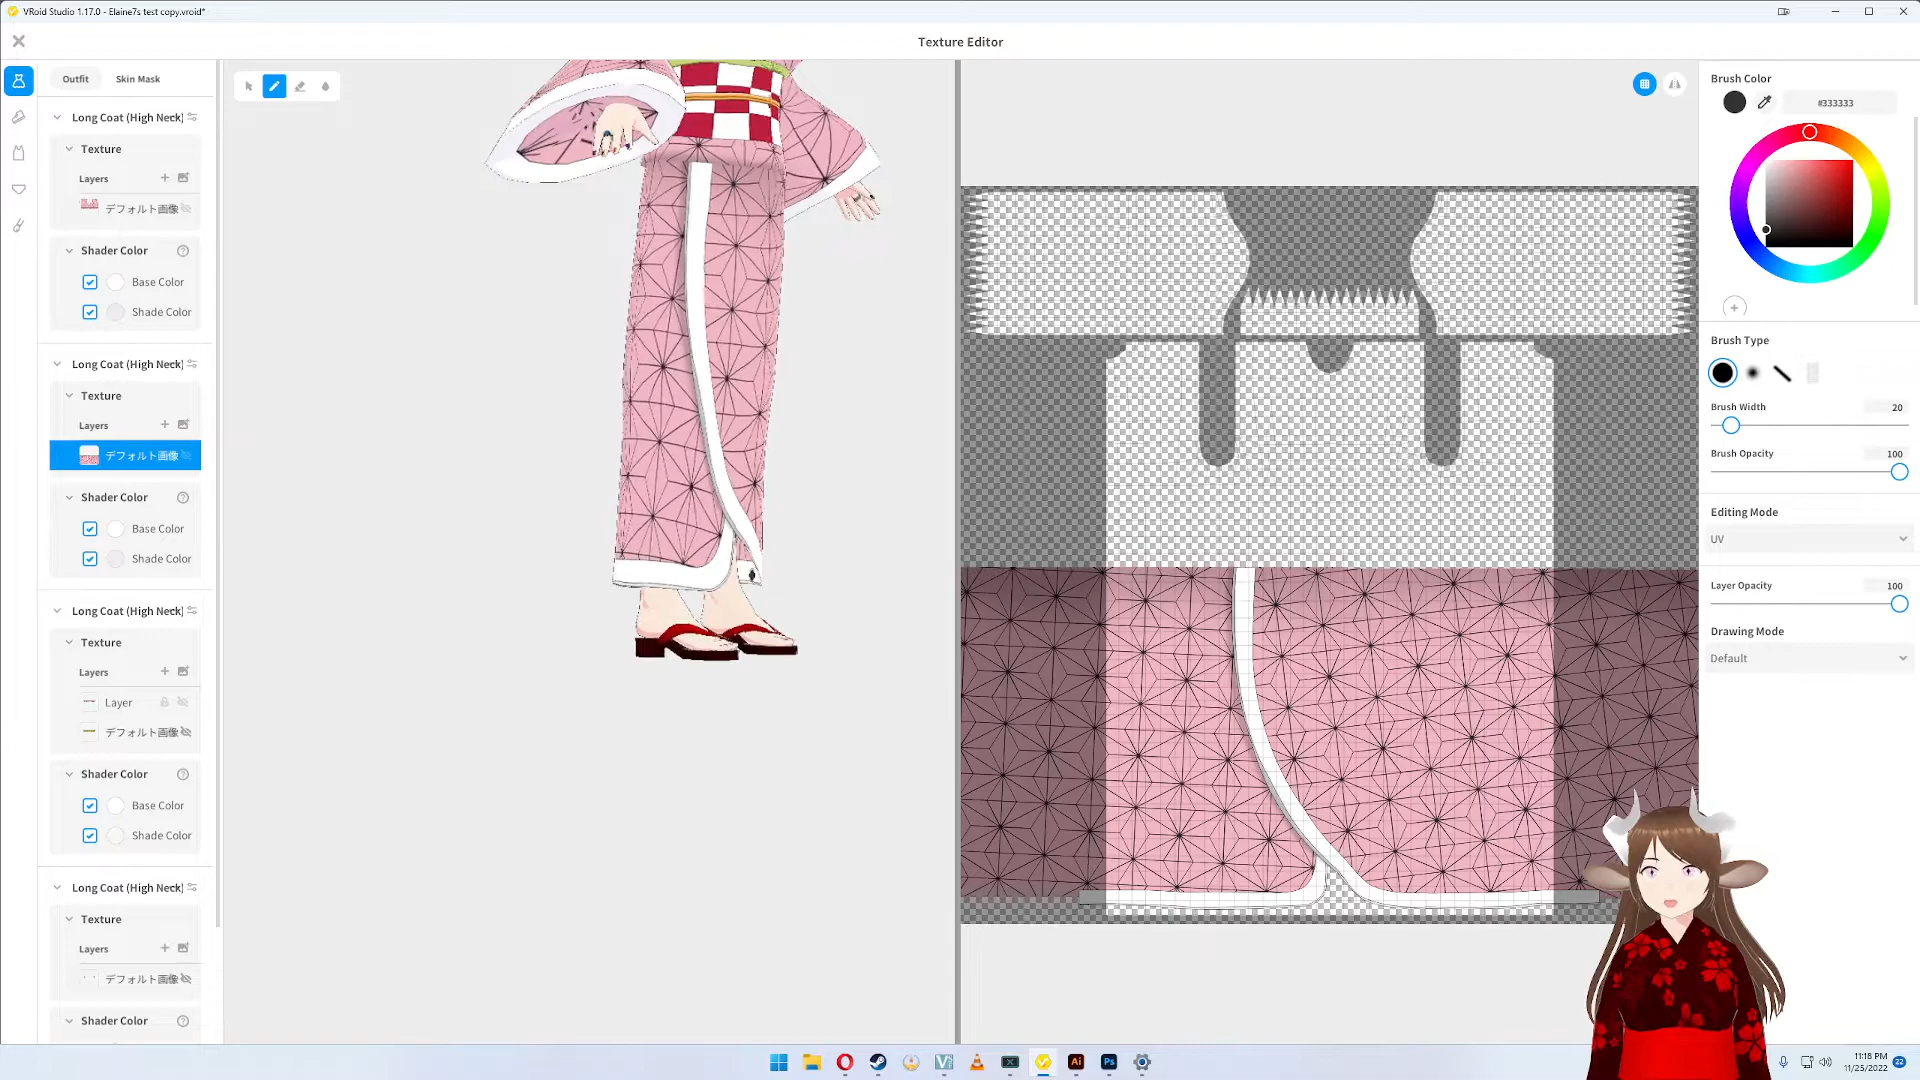 VRoid Studio 1.17.0 - Elaine7s test copy.vroid*
Texture Editor
Outfit
Skin Mask
Long Coat (High Neck)
Texture
Layers
デフォルト画像
Shader Color
Base Color
Shade Color
Long Coat (High Neck)
Texture
Layers
デフォルト画像
Shader Color
Base Color
Shade Color
Long Coat (High Neck)
Texture
Layers
Layer
デフォルト画像
Shader Color
Base Color
Shade Color
Long Coat (High Neck)
Texture
Layers
デフォルト画像
Shader Color
Brush Color
#333333
Brush Type
Brush Width 20
Brush Opacity 100
Editing Mode
UV
Layer Opacity 100
Drawing Mode
Default
Ai
Ps
11:18 PM
11/25/2022
22